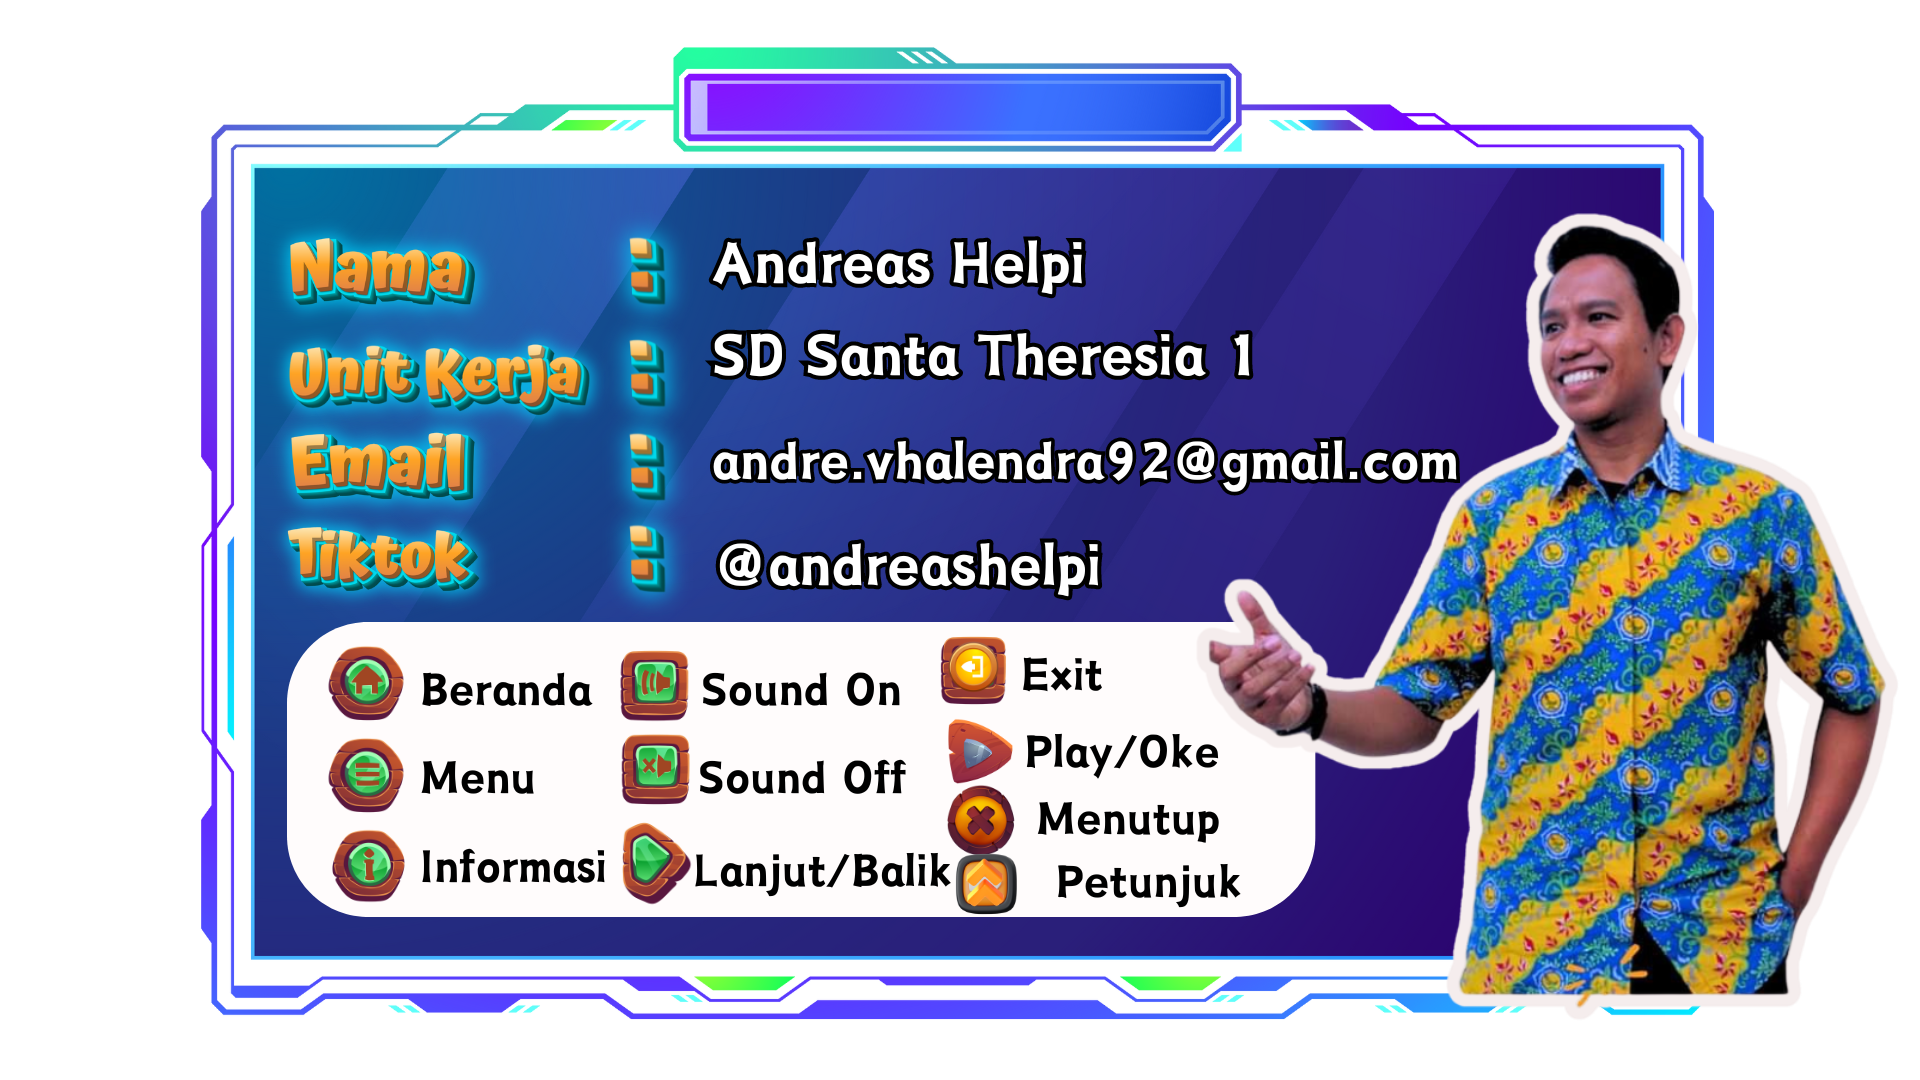 Nama : Andreas Helpi
Unit Kerja : SD Santa Theresia 1
Email : andre.vhalendra92@gmail.com
Tiktok : @andreashelpi
Beranda
Menu
Informasi
Sound On
Sound Off
Lanjut/Balik
Exit
Play/Oke
Menutup
Petunjuk